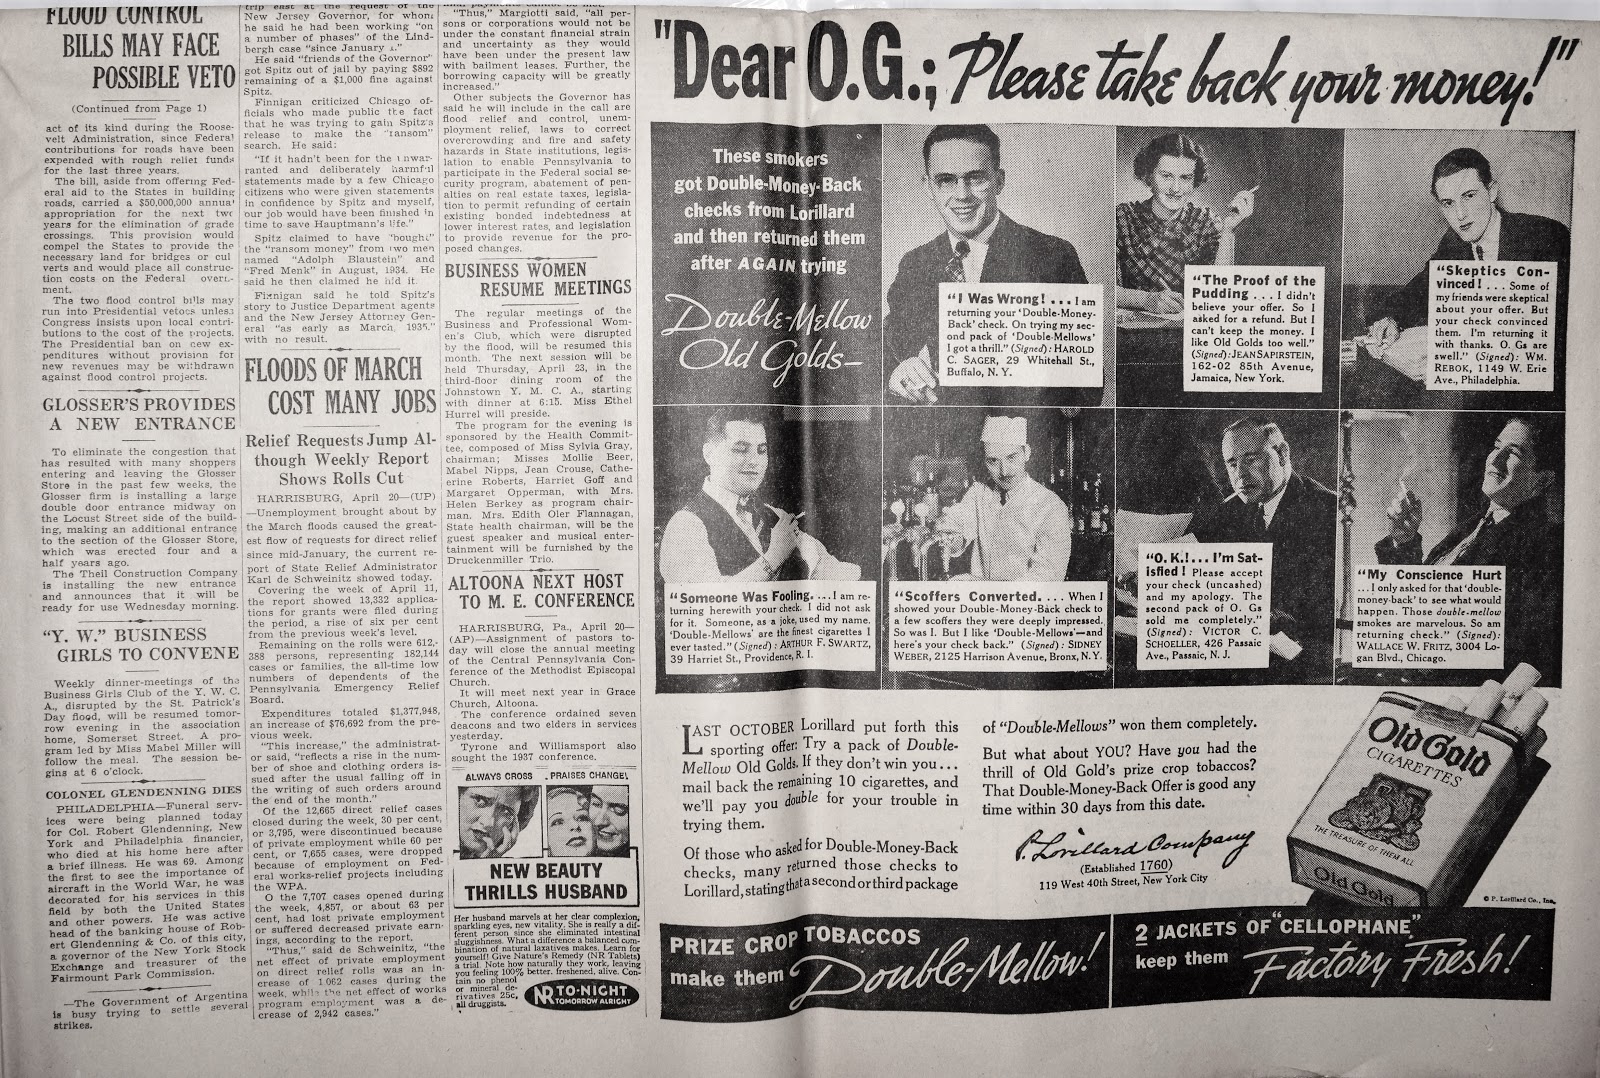 FLOOD CONTROL
BILLS MAY FACE
POSSIBLE VETO
(Continued from Page 1)
act of its kind during the Roose-
velt Administration, since Federal
contributions for roads have been
expended with rough relief funds
for the last three years.
The bill, aside from offering Fed-
eral aid to the States in building
roads, carried a $50,000,000 annual
appropriation for the next two
years for the elimination of grade
crossings. This provision would
compel the States to provide the
necessary land for bridges or cul
verts and would place all construc-
tion costs on the Federal
ment.
The two flood control bills may
run into Presidential vetoes unless
Congress insists upon local contri-
butions to the cost of the projects.
The Presidential ban on new ex-
penditures without provision for
new revenues may be withdrawn
against flood control projects.
GLOSSER'S PROVIDES
A NEW ENTRANCE
To eliminate the congestion that
has resulted with many shoppers
entering and leaving the Glosser
Store in the past few weeks, the
Glosser firm is installing a large
double door entrance midway on
the Locust Street side of the build-
ing, making an additional entrance
to the section of the Glosser Store,
which was erected four and a
half years ago.
The Theil Construction Company
is installing the new entrance
and announces that it will be
ready for use Wednesday morning.
"Y. W." BUSINESS
GIRLS TO CONVENE
Weekly dinner-meetings of the
Business Girls Club of the Y. W. C.
A., disrupted by the St. Patrick's
Day flood, will be resumed tomor-
row evening in the association
home, Somerset Street. A pro-
gram led by Miss Mabel Miller will
follow the meal. The session be-
gins at 6 o'clock.
COLONEL GLENDENNING DIES
PHILADELPHIA—Funeral serv-
ices were being planned today
for Col. Robert Glendenning, New
York and Philadelphia financier,
who died at his home here after
a brief illness. He was 69. Among
the first to see the importance of
aircraft in the World War, he was
decorated for his services in this
field by both the United States
and other powers. He was active
head of the banking house of Rob-
ert Glendenning & Co. of this city,
a governor of the New York Stock
Exchange and treasurer of the
Fairmount Park Commission.
—The Government of Argentina
is busy trying to settle several
strikes.
trip east at the request of the
New Jersey Governor, for whom
he said he had been working "on
a number of phases" of the Lind-
bergh case "since January
He said "friends of the Governor"
got Spitz out of jail by paying $892
remaining of a $1,000 fine against
Spitz.
Finnigan criticized Chicago of-
ficials who made public the fact
that he was trying to gain Spitz's
release to make the "ransom"
search. He said:
"If it hadn't been for the unwar-
ranted and deliberately harmful
statements made by a few Chicago
citizens who were given statements
in confidence by Spitz and myself,
our job would have been finished in
time to save Hauptmann's life."
Spitz claimed to have "bought"
the "ransom money" from two men
named "Adolph Blaustein" and
"Fred Menk" in August, 1934. He
said he then claimed he hid it.
Finnigan said he told Spitz's
story to Justice Department agents
and the New Jersey Attorney Gen-
eral "as early as March, 1935."
with no result.
FLOODS OF MARCH
COST MANY JOBS
Relief Requests Jump Al-
though Weekly Report
Shows Rolls Cut
HARRISBURG, April 20—(UP)
—Unemployment brought about by
the March floods caused the great-
est flow of requests for direct relief
since mid-January, the current re-
port of State Relief Administrator
Karl de Schweinitz showed today.
Covering the week of April 11,
the report showed 13,332 applica-
tions for grants were filed during
the period, a rise of six per cent
from the previous week's level.
Remaining on the rolls were 612,-
388 persons, representing 182,144
cases or families, the all-time low
numbers of dependents of the
Pennsylvania Emergency Relief
Board.
Expenditures totaled $1,377,948,
an increase of $76,692 from the pre-
vious week.
"This increase," the administrat-
or said, "reflects a rise in the num-
ber of shoe and clothing orders is-
sued after the usual falling off in
the writing of such orders around
the end of the month."
Of the 12,665 direct relief cases
closed during the week, 30 per cent,
or 3,795, were discontinued because
of private employment while 60 per
cent, or 7,655 cases, were dropped
because of employment on Fed-
eral works-relief projects including
the WPA.
O the 7,707 cases opened during
the week, 4,857, or about 63 per
cent, had lost private employment
or suffered decreased private earn-
ings, according to the report.
"Thus," said de Schweinitz, "the
net effect of private employment
on direct relief rolls was an in-
crease of 1,062 cases during the
week, while the net effect of works
program employment was a de-
crease of 2,942 cases."
"Thus," Margiotti said, "all per-
sons or corporations would not be
under the constant financial strain
and uncertainty as they would
have been under the present law
with bailment leases. Further, the
borrowing capacity will be greatly
increased."
Other subjects the Governor has
said he will include in the call are
flood relief and control, unem-
ployment relief, laws to correct
overcrowding and fire and safety
hazards in State institutions, legis-
lation to enable Pennsylvania to
participate in the Federal social se-
curity program, abatement of pen-
alties on real estate taxes, legisla-
tion to permit refunding of certain
existing bonded indebtedness at
lower interest rates, and legislation
to provide revenue for the pro-
posed changes.
BUSINESS WOMEN
RESUME MEETINGS
The regular meetings of the
Business and Professional Wom-
en's Club, which were disrupted
by the flood, will be resumed this
month. The next session will be
held Thursday, April 23, in the
third-floor dining room of the
Johnstown Y. M. C. A., starting
with dinner at 6:15. Miss Ethel
Hurrel will preside.
The program for the evening is
sponsored by the Health Commit-
tee, composed of Miss Sylvia Gray,
chairman; Misses Mollie Beer,
Mabel Nipps, Jean Crouse, Cathe-
erine Roberts, Harriet Goff and
Margaret Opperman, with Mrs.
Helen Berkey as program chair-
man. Mrs. Edith Oler Flannagan,
State health chairman, will be the
guest speaker and musical enter-
tainment will be furnished by the
Druckenmiller Trio.
ALTOONA NEXT HOST
TO M. E. CONFERENCE
HARRISBURG, Pa., April 20—
(AP)—Assignment of pastors to-
day will close the annual meeting
of the Central Pennsylvania Con-
ference of the Methodist Episcopal
Church.
It will meet next year in Grace
Church, Altoona.
The conference ordained seven
deacons and two elders in services
yesterday.
Tyrone and Williamsport also
sought the 1937 conference.
ALWAYS CROSS . PRAISES CHANGE!
NEW BEAUTY
THRILLS HUSBAND
Her husband marvels at her clear complexion,
sparkling eyes, new vitality. She is really a dif-
ferent person since she eliminated intestinal
sluggishness. What a difference a balanced com-
bination of natural laxatives makes. Learn for
yourself! Give Nature's Remedy (NR Tablets)
a trial. Note how naturally they work, leaving
you feeling 100% better, freshened, alive. Con-
tain no phenol
or mineral de-
rivatives 25c,
all druggists.
NR TO-NIGHT
TOMORROW ALRIGHT
"Dear O.G.; Please take back your money!"
These smokers
got Double-Money-Back
checks from Lorillard
and then returned them
after AGAIN trying
Double-Mellow
Old Golds—
"I Was Wrong! ... I am
returning your 'Double-Money-
Back' check. On trying my sec-
ond pack of 'Double-Mellows'
I got a thrill." (Signed): HAROLD
C. SAGER, 29 Whitehall St.,
Buffalo, N. Y.
"The Proof of the
Pudding ... I didn't
believe your offer. So I
asked for a refund. But I
can't keep the money. I
like Old Golds too well."
(Signed): JEAN SAPIRSTEIN,
162-02 85th Avenue,
Jamaica, New York.
"Skeptics Con-
vinced! ... Some of
my friends were skeptical
about your offer. But
your check convinced
them. I'm returning it
with thanks. O. Gs are
swell." (Signed): WM.
REBOK, 1149 W. Erie
Ave., Philadelphia.
"Someone Was Fooling. ... I am re-
turning herewith your check. I did not ask
for it. Someone, as a joke, used my name.
'Double-Mellows' are the finest cigarettes I
ever tasted." (Signed): ARTHUR F. SWARTZ,
39 Harriet St., Providence, R. I.
"Scoffers Converted. ... When I
showed your Double-Money-Back check to
a few scoffers they were deeply impressed.
So was I. But I like 'Double-Mellows'—and
here's your check back." (Signed): SIDNEY
WEBER, 2125 Harrison Avenue, Bronx, N.Y.
"O. K.!... I'm Sat-
isfied! Please accept
your check (uncashed)
and my apology. The
second pack of O. Gs
sold me completely."
(Signed): VICTOR C.
SCHOELLER, 426 Passaic
Ave., Passaic, N. J.
"My Conscience Hurt
... I only asked for that 'double-
money-back' to see what would
happen. Those double-mellow
smokes are marvelous. So am
returning check." (Signed):
WALLACE W. FRITZ, 3004 Lo-
gan Blvd., Chicago.
LAST OCTOBER Lorillard put forth this
sporting offer: Try a pack of Double-
Mellow Old Golds. If they don't win you...
mail back the remaining 10 cigarettes, and
we'll pay you double for your trouble in
trying them.
Of those who asked for Double-Money-Back
checks, many returned those checks to
Lorillard, stating that a second or third package
of "Double-Mellows" won them completely.
But what about YOU? Have you had the
thrill of Old Gold's prize crop tobaccos?
That Double-Money-Back Offer is good any
time within 30 days from this date.
P. Lorillard Company
(Established 1760)
119 West 40th Street, New York City
Old Gold
CIGARETTES
THE TREASURE OF THEM ALL
Old Gold
© P. Lorillard Co., Inc.
PRIZE CROP TOBACCOS
make them Double-Mellow!
2 JACKETS OF "CELLOPHANE"
keep them Factory Fresh!